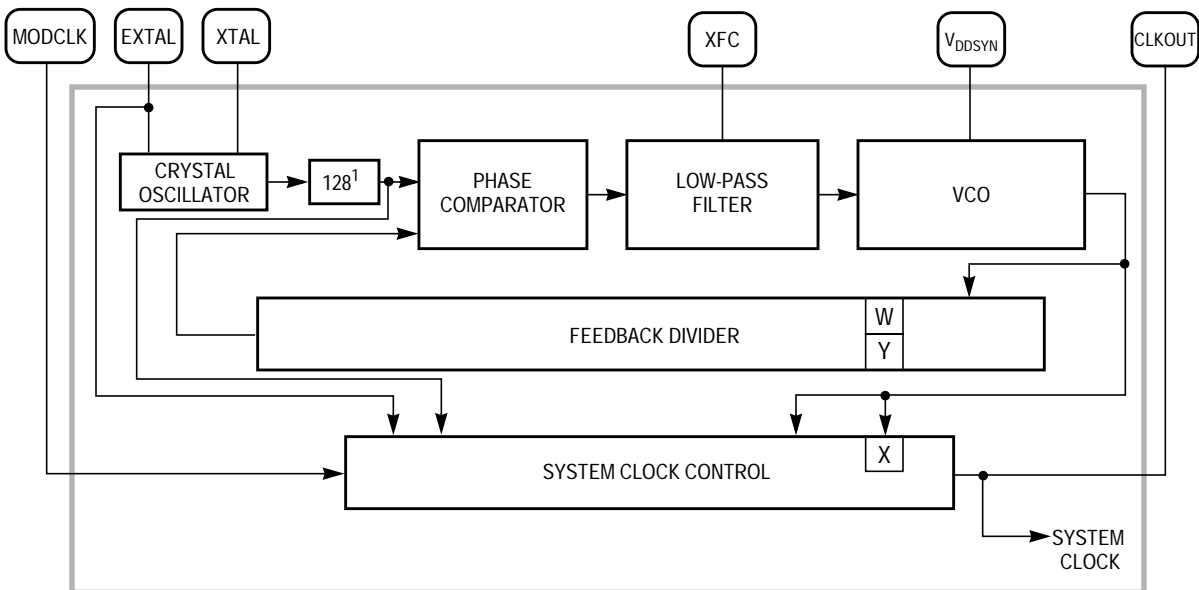 MODCLK
EXTAL
XTAL
XFC
VDDSYN
CLKOUT
CRYSTAL
OSCILLATOR
128¹
PHASE
COMPARATOR
LOW-PASS
FILTER
VCO
FEEDBACK DIVIDER
W
Y
SYSTEM CLOCK CONTROL
X
SYSTEM
CLOCK